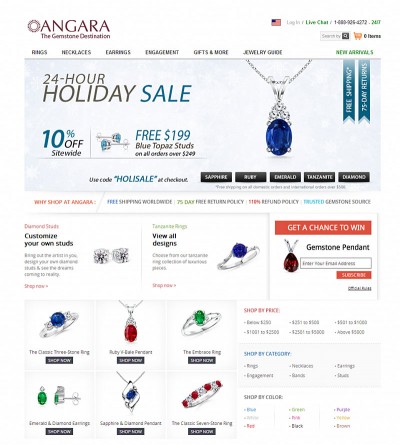 ANGARA
The Gemstone Destination
Log In / Live Chat / 1-888-926-4272 - 24/7
Search by
0 Items
RINGS NECKLACES EARRINGS ENGAGEMENT GIFTS & MORE JEWELRY GUIDE NEW ARRIVALS
24-HOUR
HOLIDAY SALE
FREE SHIPPING*
75-DAY RETURNS
10% OFF
Sitewide
FREE $199
Blue Topaz Studs
on all orders over $249
Use code "HOLISALE" at checkout.
SAPPHIRE RUBY EMERALD TANZANITE DIAMOND
*Free shipping on all domestic orders and international orders over $500.
WHY SHOP AT ANGARA: FREE SHIPPING WORLDWIDE / 75 DAY FREE RETURN POLICY 110% REFUND POLICY / TRUSTED GEMSTONE SOURCE
Diamond Studs
Customize
your own studs
Bring out the artist in you,
design your own diamond
studs & see the dreams
coming to reality.
Shop now >
Tanzanite Rings
View all
designs
Choose from our tanzanite
ring collection of luxurious
pieces.
Shop now >
GET A CHANCE TO WIN
Gemstone Pendant
Enter Your Email Address
SUBSCRIBE
Official Rules
The Classic Three-Stone Ring
SHOP NOW
Ruby V-Bale Pendant
SHOP NOW
The Embrace Ring
SHOP NOW
Emerald & Diamond Earrings
SHOP NOW
Sapphire & Diamond Pendant
SHOP NOW
The Classic Seven-Stone Ring
SHOP NOW
SHOP BY PRICE:
Below $250 $251 to $500 $501 to $1000
$1001 to $2000 $2001 to $5000 Above $5000
SHOP BY CATEGORY:
Rings Necklaces Earrings
Engagement Bands Studs
SHOP BY COLOR:
Blue Green Purple
White Pink Yellow
Red Black Brown